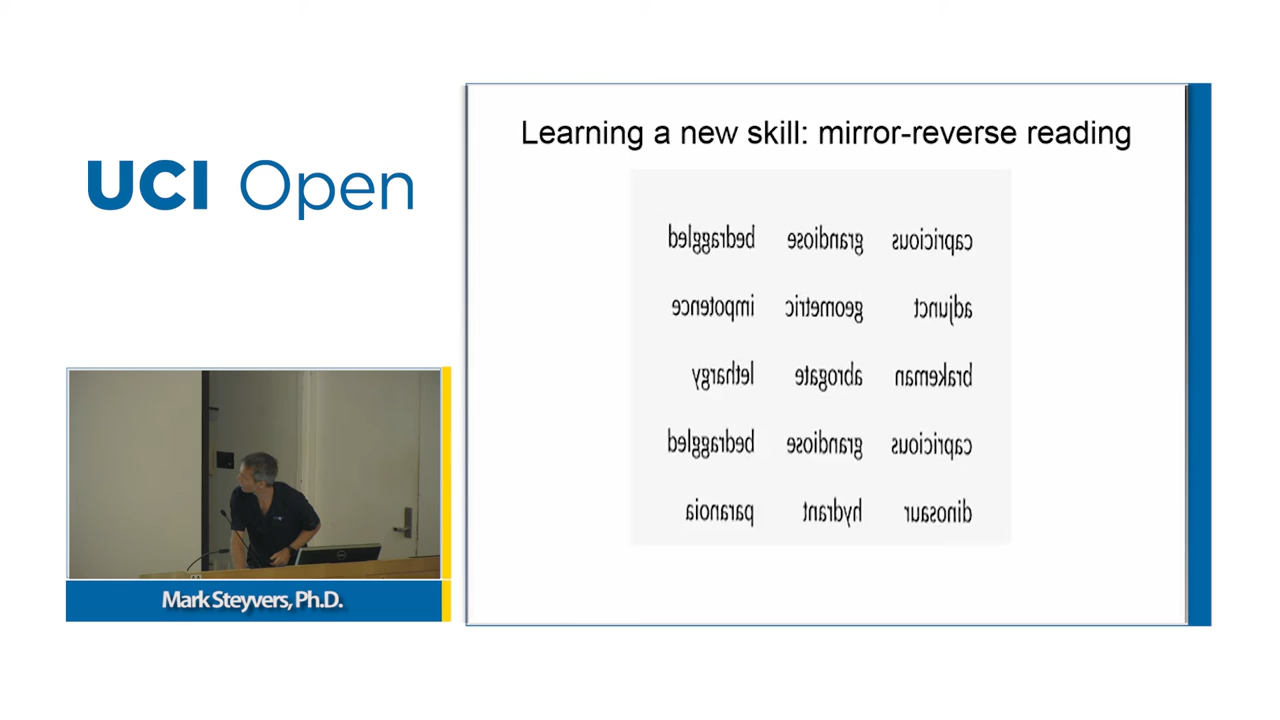 UCI Open
Learning a new skill: mirror-reverse reading
capricious grandiose bedraggled
adjunct geometric impotence
brakeman abrogate lethargy
capricious grandiose bedraggled
dinosaur hydrant paranoia
Mark Steyvers, Ph.D.